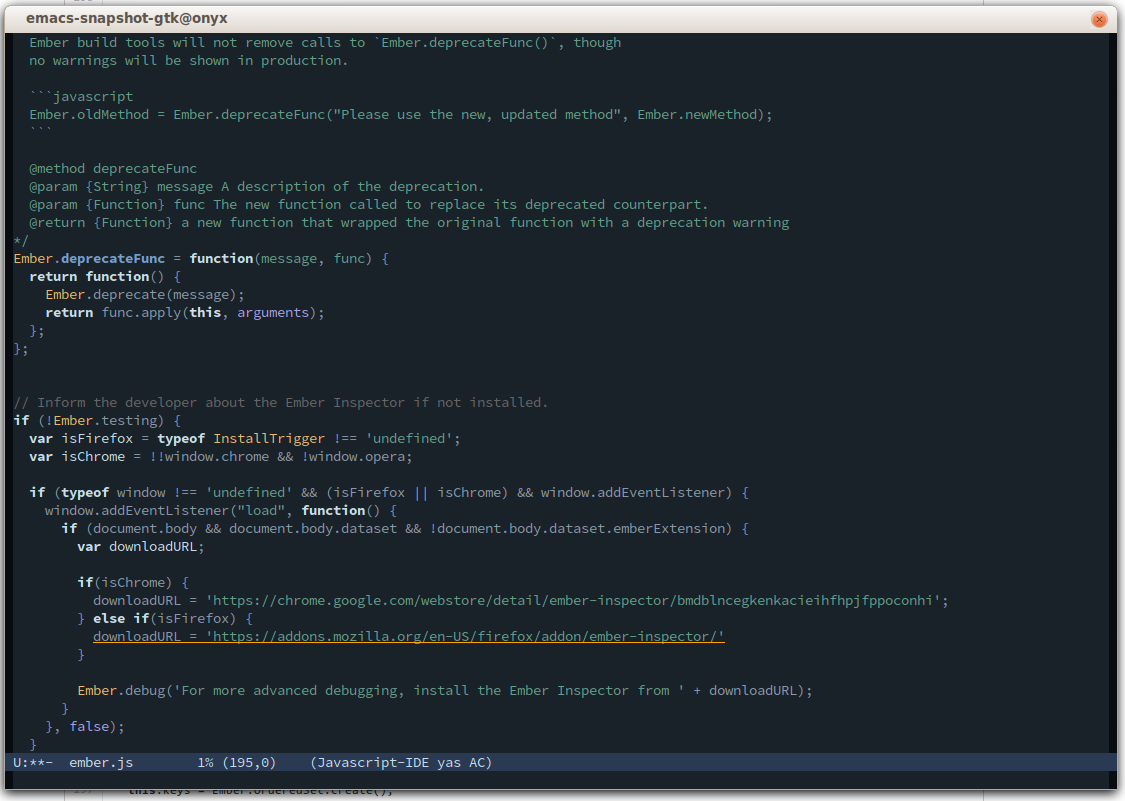 emacs-snapshot-gtk@onyx
Ember build tools will not remove calls to `Ember.deprecateFunc()`, though
no warnings will be shown in production.
```javascript
Ember.oldMethod = Ember.deprecateFunc("Please use the new, updated method", Ember.newMethod);
```
@method deprecateFunc
@param {String} message A description of the deprecation.
@param {Function} func The new function called to replace its deprecated counterpart.
@return {Function} a new function that wrapped the original function with a deprecation warning
*/
Ember.deprecateFunc = function(message, func) {
return function() {
Ember.deprecate(message);
return func.apply(this, arguments);
};
};
// Inform the developer about the Ember Inspector if not installed.
if (!Ember.testing) {
var isFirefox = typeof InstallTrigger !== 'undefined';
var isChrome = !!window.chrome && !window.opera;
if (typeof window !== 'undefined' && (isFirefox || isChrome) && window.addEventListener) {
window.addEventListener("load", function() {
if (document.body && document.body.dataset && !document.body.dataset.emberExtension) {
var downloadURL;
if(isChrome) {
downloadURL = 'https://chrome.google.com/webstore/detail/ember-inspector/bmdblncegkenkacieihfhpjfppoconhi';
} else if(isFirefox) {
downloadURL = 'https://addons.mozilla.org/en-US/firefox/addon/ember-inspector/'
}
Ember.debug('For more advanced debugging, install the Ember Inspector from ' + downloadURL);
}
}, false);
}
U:**- ember.js 1% (195,0) (Javascript-IDE yas AC)
this.keys = Ember.OrderedSet.create();